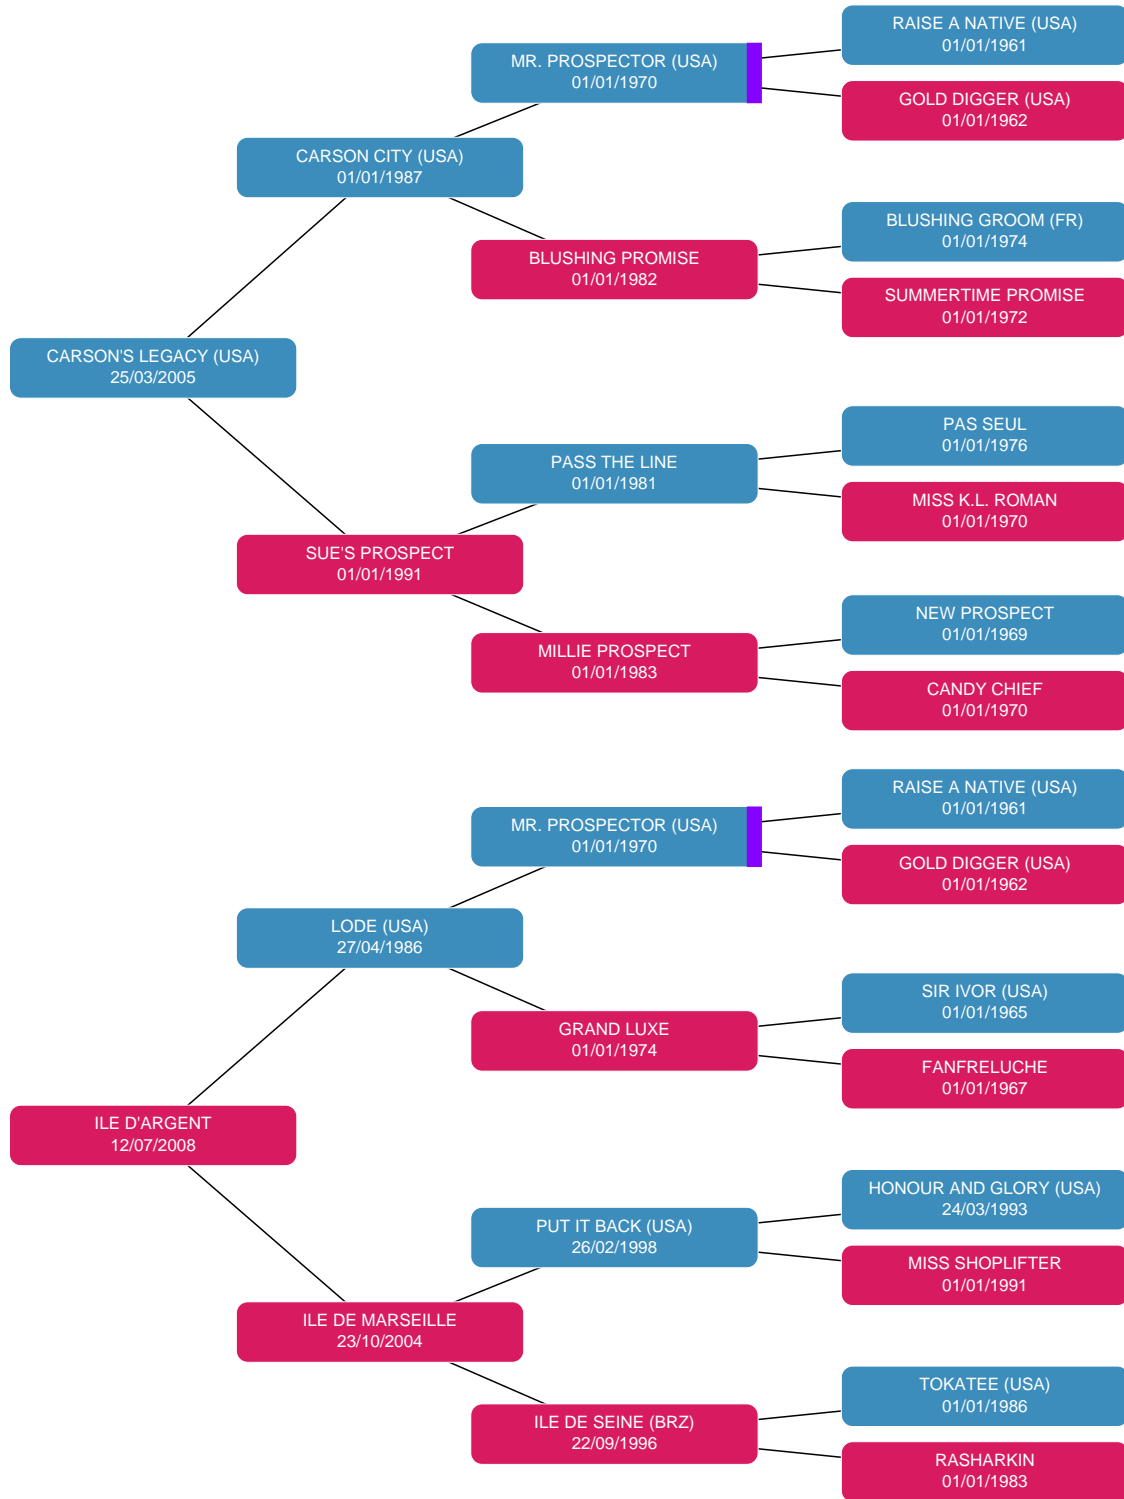 RAISE A NATIVE (USA)
01/01/1961
MR. PROSPECTOR (USA)
01/01/1970
GOLD DIGGER (USA)
01/01/1962
CARSON CITY (USA)
01/01/1987
BLUSHING GROOM (FR)
01/01/1974
BLUSHING PROMISE
01/01/1982
SUMMERTIME PROMISE
01/01/1972
CARSON'S LEGACY (USA)
25/03/2005
PAS SEUL
01/01/1976
PASS THE LINE
01/01/1981
MISS K.L. ROMAN
01/01/1970
SUE'S PROSPECT
01/01/1991
NEW PROSPECT
01/01/1969
MILLIE PROSPECT
01/01/1983
CANDY CHIEF
01/01/1970
RAISE A NATIVE (USA)
01/01/1961
MR. PROSPECTOR (USA)
01/01/1970
GOLD DIGGER (USA)
01/01/1962
LODE (USA)
27/04/1986
SIR IVOR (USA)
01/01/1965
GRAND LUXE
01/01/1974
FANFRELUCHE
01/01/1967
ILE D'ARGENT
12/07/2008
HONOUR AND GLORY (USA)
24/03/1993
PUT IT BACK (USA)
26/02/1998
MISS SHOPLIFTER
01/01/1991
ILE DE MARSEILLE
23/10/2004
TOKATEE (USA)
01/01/1986
ILE DE SEINE (BRZ)
22/09/1996
RASHARKIN
01/01/1983